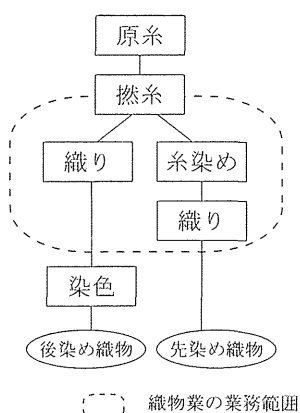 原糸
撚糸
織り 糸染め
織り
染色
後染め織物 先染め織物
織物業の業務範囲